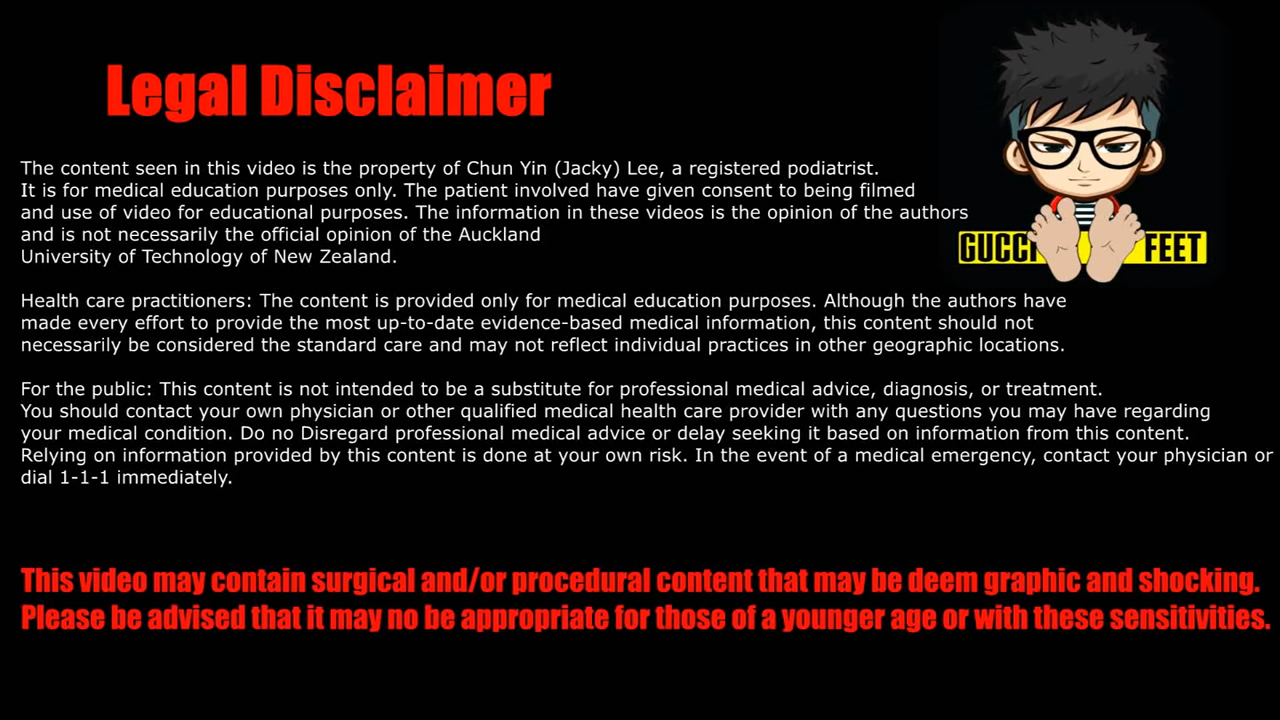 Legal Disclaimer
The content seen in this video is the property of Chun Yin (Jacky) Lee, a registered podiatrist.
It is for medical education purposes only. The patient involved have given consent to being filmed
and use of video for educational purposes. The information in these videos is the opinion of the authors
and is not necessarily the official opinion of the Auckland
University of Technology of New Zealand.
GUCCI FEET
Health care practitioners: The content is provided only for medical education purposes. Although the authors have
made every effort to provide the most up-to-date evidence-based medical information, this content should not
necessarily be considered the standard care and may not reflect individual practices in other geographic locations.
For the public: This content is not intended to be a substitute for professional medical advice, diagnosis, or treatment.
You should contact your own physician or other qualified medical health care provider with any questions you may have regarding
your medical condition. Do no Disregard professional medical advice or delay seeking it based on information from this content.
Relying on information provided by this content is done at your own risk. In the event of a medical emergency, contact your physician or
dial 1-1-1 immediately.
This video may contain surgical and/or procedural content that may be deem graphic and shocking.
Please be advised that it may no be appropriate for those of a younger age or with these sensitivities.